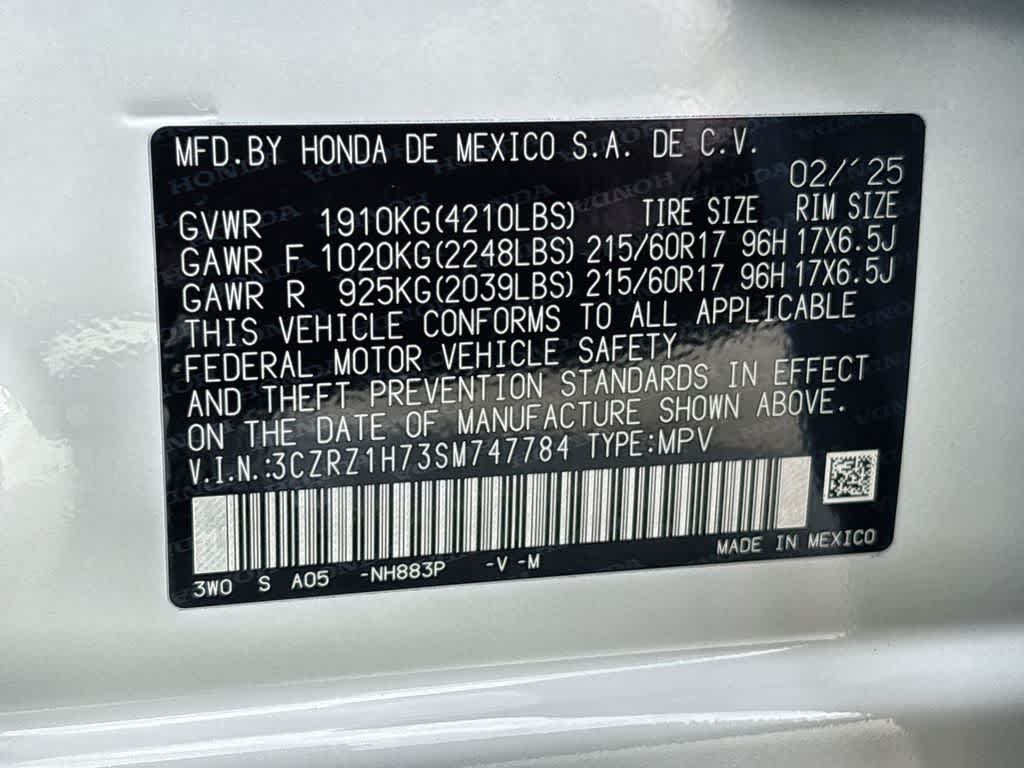 MFD.BY HONDA DE MEXICO S.A. DE C.V.
02/'25
GVWR 1910KG(4210LBS) TIRE SIZE RIM SIZE
GAWR F 1020KG(2248LBS) 215/60R17 96H 17X6.5J
GAWR R 925KG(2039LBS) 215/60R17 96H 17X6.5J
THIS VEHICLE CONFORMS TO ALL APPLICABLE
FEDERAL MOTOR VEHICLE SAFETY
AND THEFT PREVENTION STANDARDS IN EFFECT
ON THE DATE OF MANUFACTURE SHOWN ABOVE.
V.I.N.:3CZRZ1H73SM747784 TYPE:MPV
MADE IN MEXICO
3W0 S A05 -NH883P -V -M